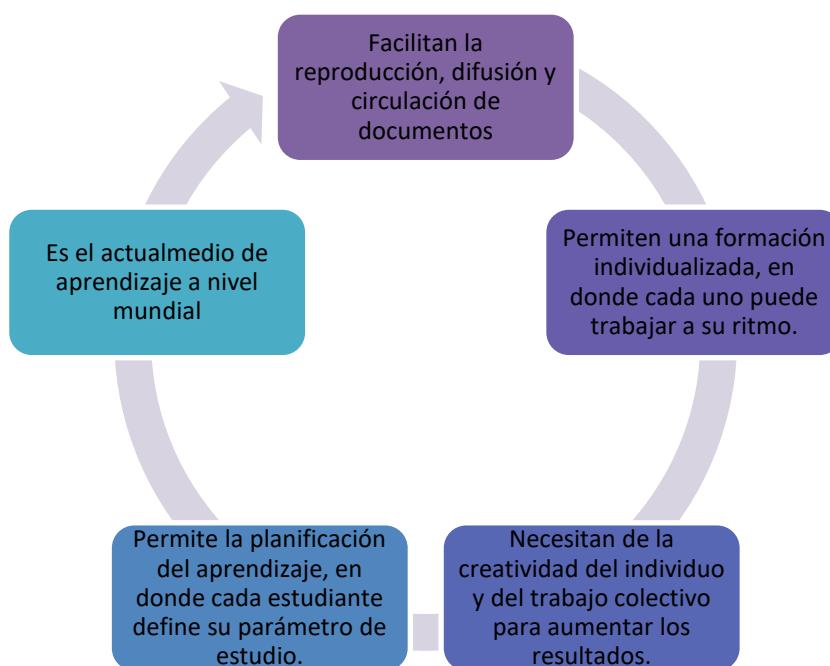 Facilitan la
reproducción, difusión y
circulación de
documentos
Permiten una formación
individualizada, en
donde cada uno puede
trabajar a su ritmo.
Necesitan de la
creatividad del individuo
y del trabajo colectivo
para aumentar los
resultados.
Permite la planificación
del aprendizaje, en
donde cada estudiante
define su parámetro de
estudio.
Es el actualmedio de
aprendizaje a nivel
mundial